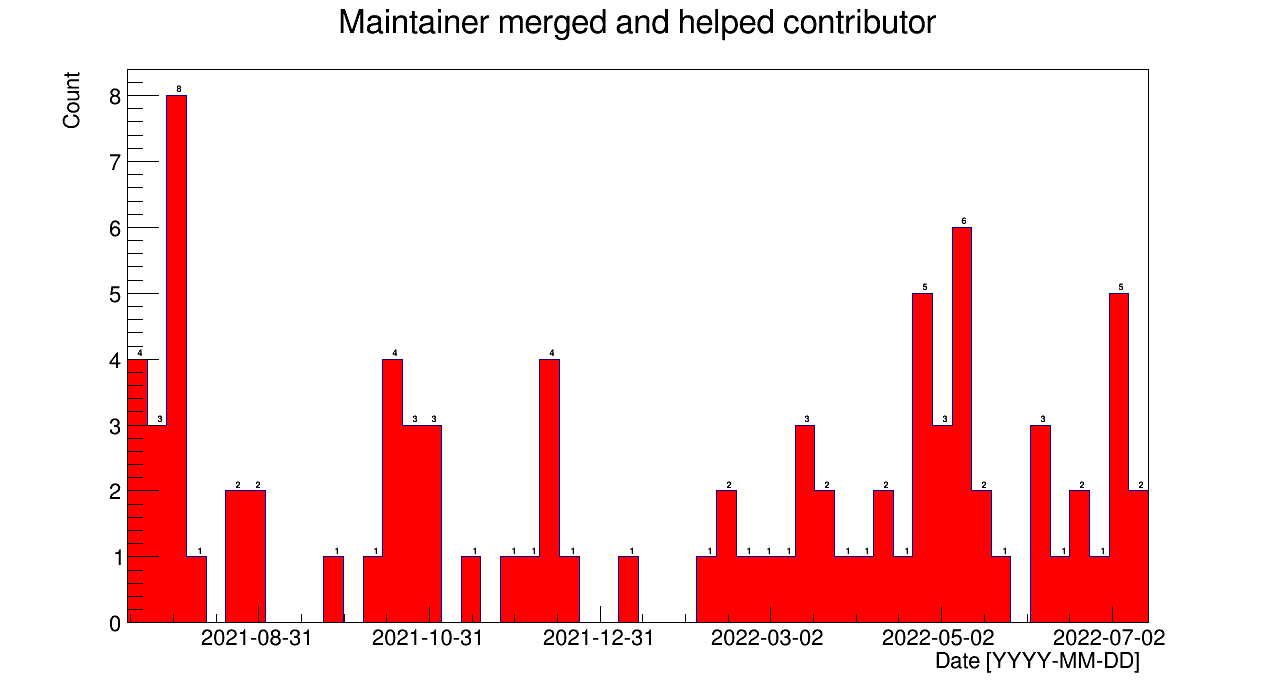 Maintainer merged and helped contributor
Count
8
7
6
5
4
3
2
1
0
4 3 8 1 2 2 1 1 4 3 3 1 1 1 4 1 1 1 2 1 1 1 3 2 1 1 2 1 5 3 6 2 1 3 1 2 1 5 2
2021-08-31 2021-10-31 2021-12-31 2022-03-02 2022-05-02 2022-07-02
Date [YYYY-MM-DD]